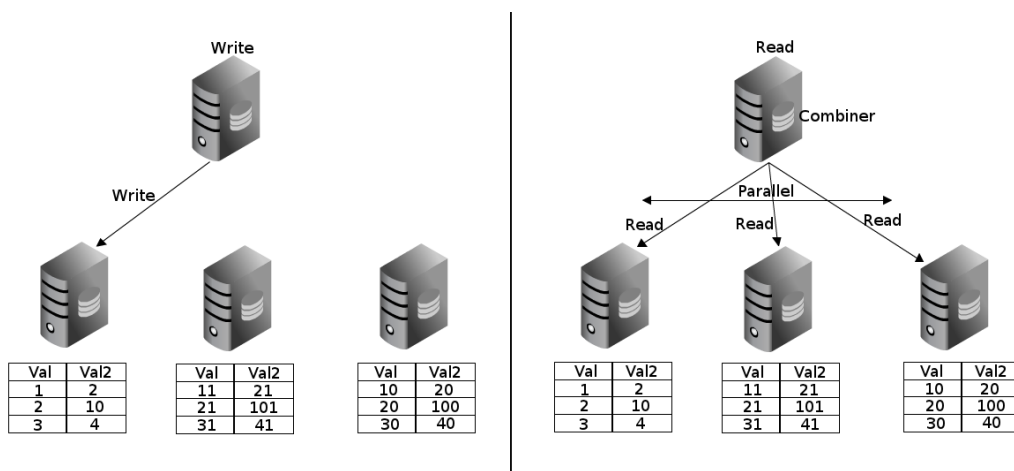 Write
Write
Val Val2
1 2
2 10
3 4
Val Val2
11 21
21 101
31 41
Val Val2
10 20
20 100
30 40
Read
Combiner
Parallel
Read
Read
Read
Val Val2
1 2
2 10
3 4
Val Val2
11 21
21 101
31 41
Val Val2
10 20
20 100
30 40